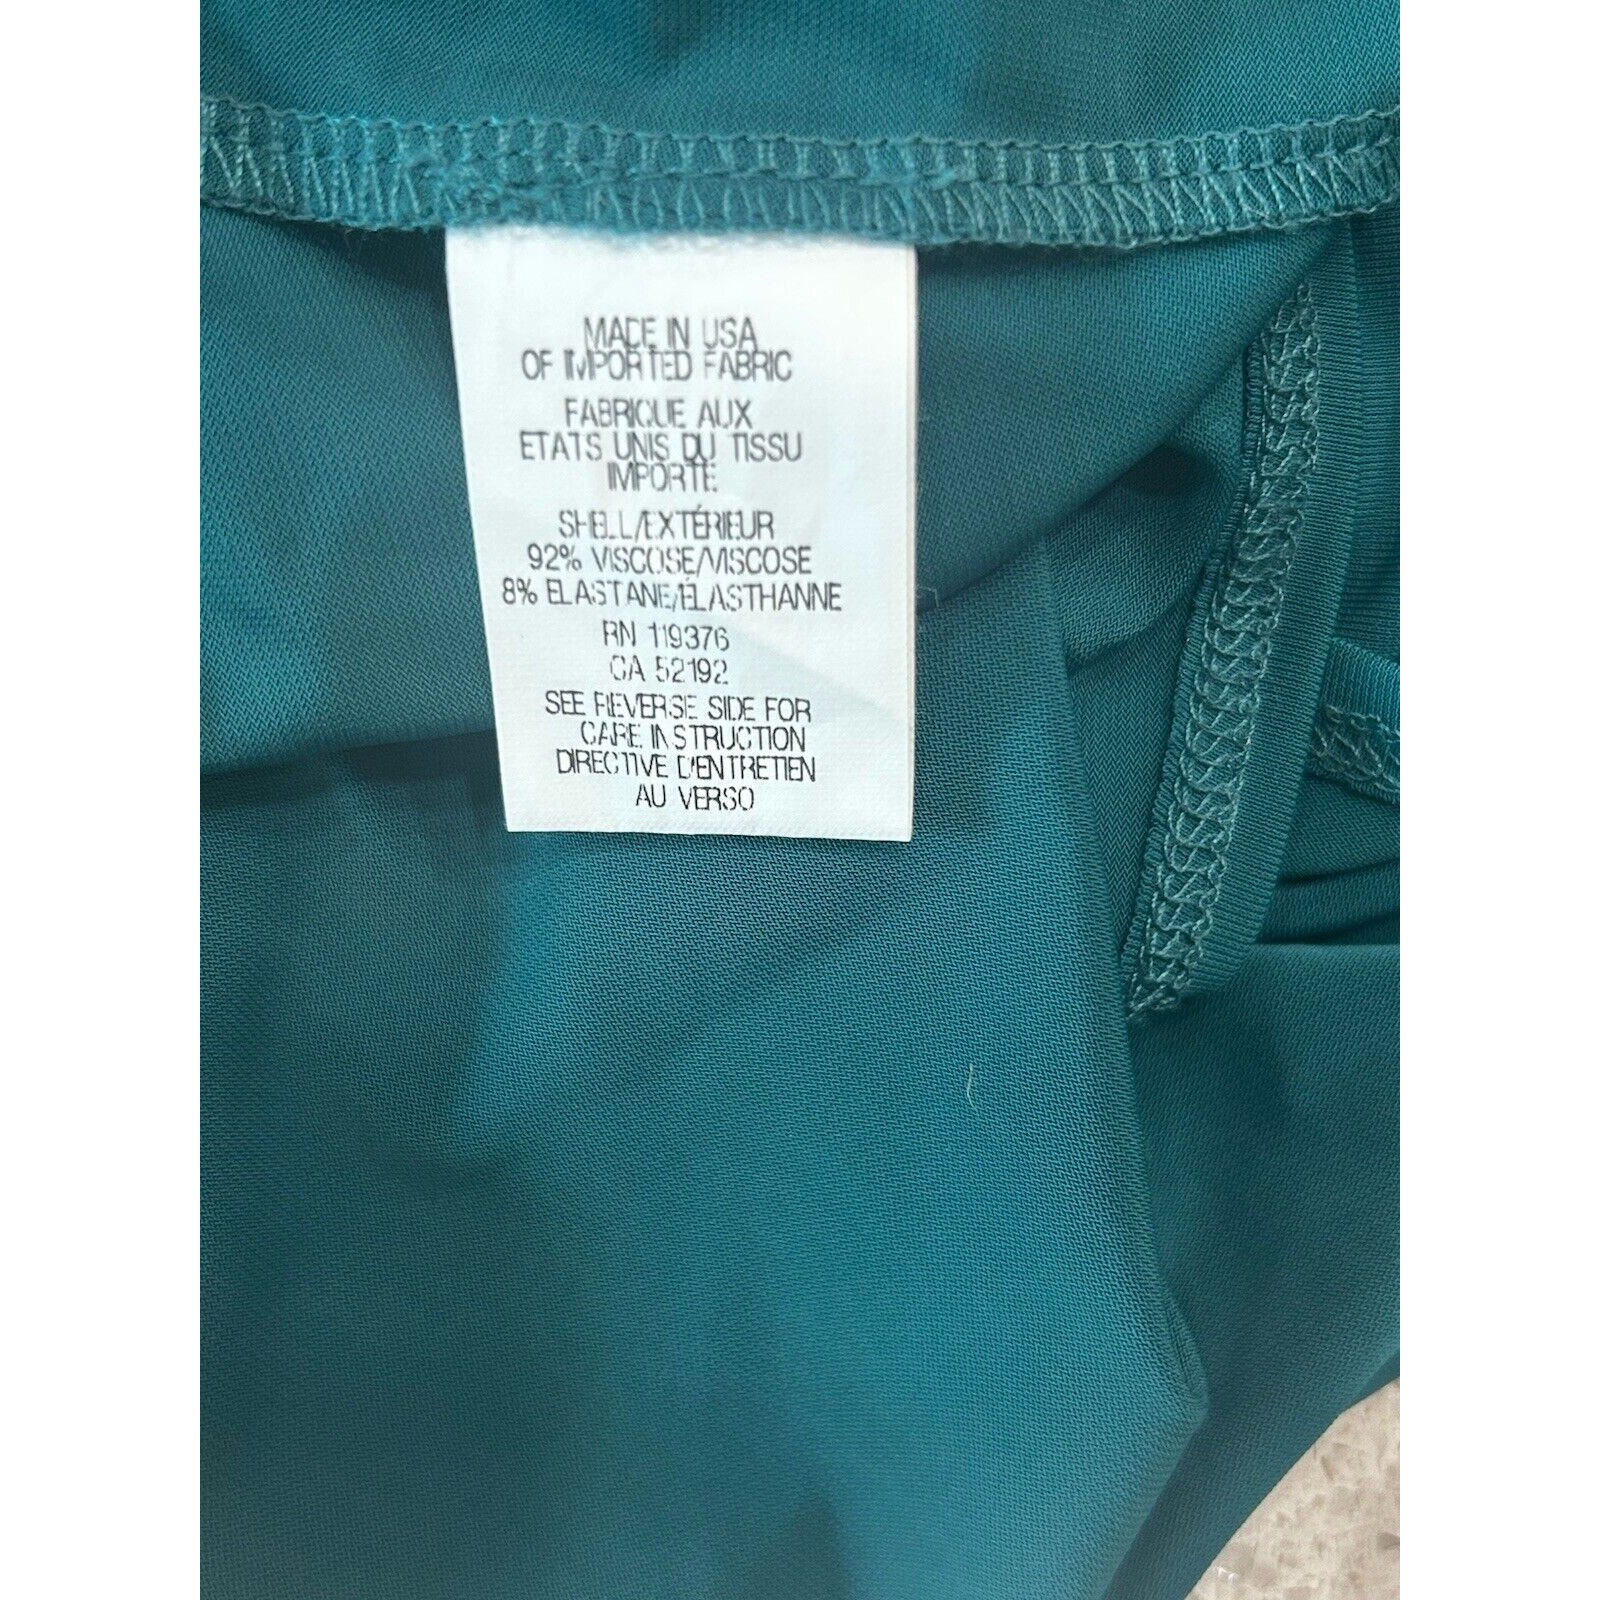 MADE IN USA
OF IMPORTED FABRIC
FABRIQUE AUX
ETATS UNIS DU TISSU
IMPORTE
SHELL/EXTÉRIEUR
92% VISCOSE/VISCOSE
8% ELASTANE/ÉLASTHANNE
RN 119376
CA 52192
SEE REVERSE SIDE FOR
CARE INSTRUCTION
DIRECTIVE D'ENTRETIEN
AU VERSO